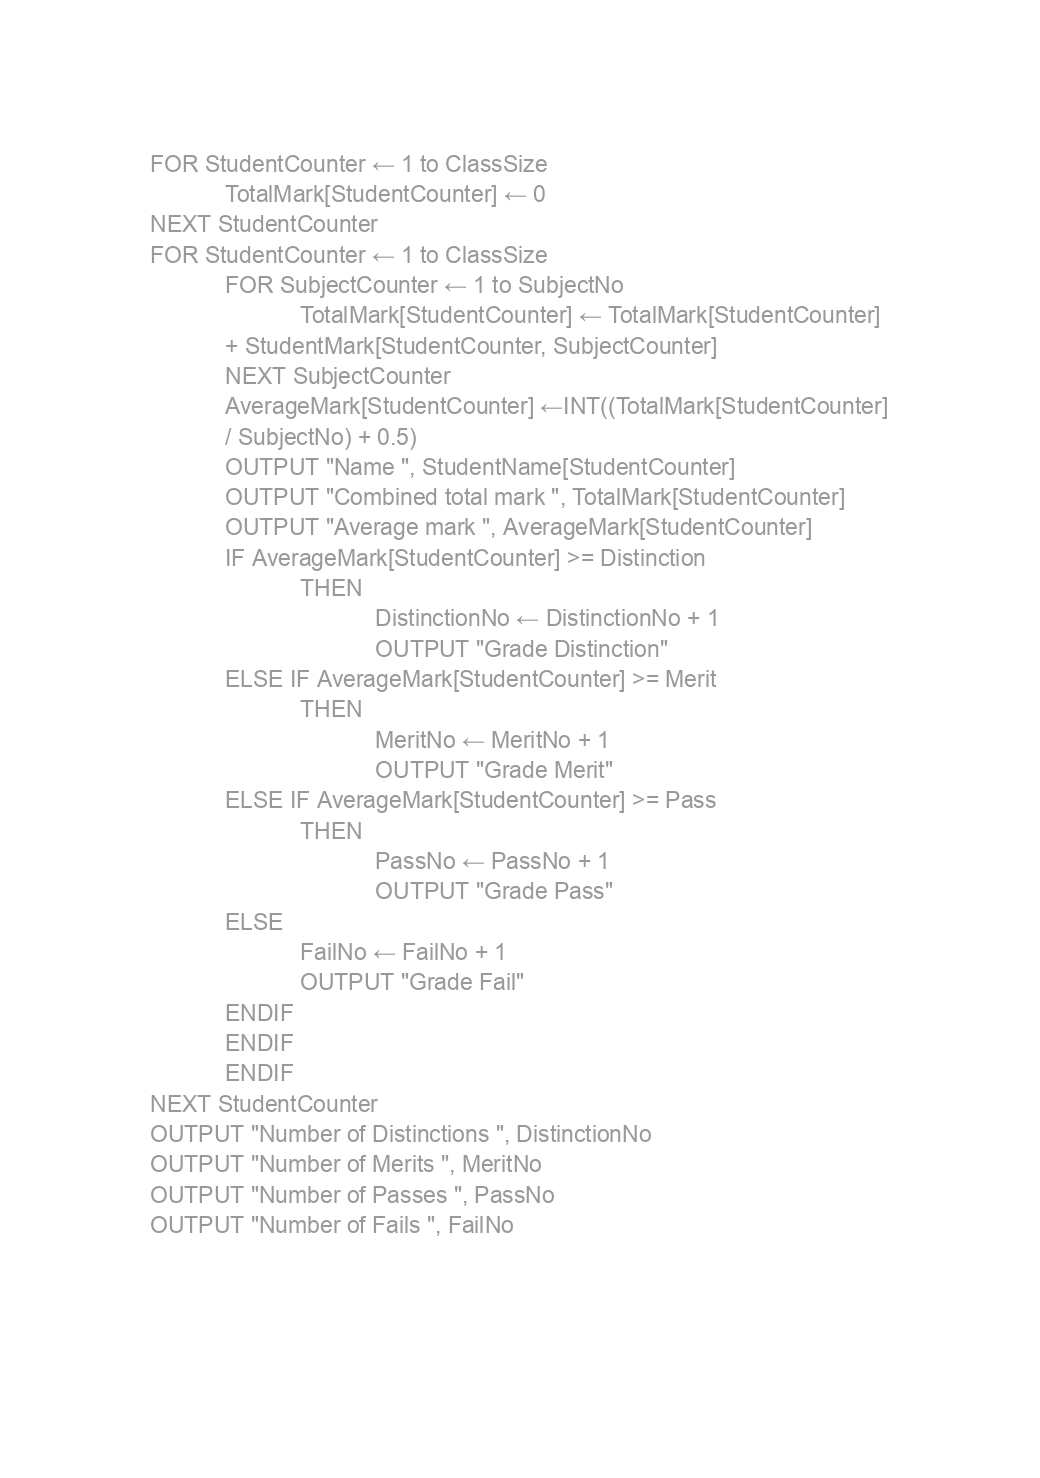 FOR StudentCounter ← 1 to ClassSize
TotalMark[StudentCounter] ← 0
NEXT StudentCounter
FOR StudentCounter ← 1 to ClassSize
FOR SubjectCounter ← 1 to SubjectNo
TotalMark[StudentCounter] ← TotalMark[StudentCounter]
+ StudentMark[StudentCounter, SubjectCounter]
NEXT SubjectCounter
AverageMark[StudentCounter] ←INT((TotalMark[StudentCounter]
/ SubjectNo) + 0.5)
OUTPUT "Name ", StudentName[StudentCounter]
OUTPUT "Combined total mark ", TotalMark[StudentCounter]
OUTPUT "Average mark ", AverageMark[StudentCounter]
IF AverageMark[StudentCounter] >= Distinction
THEN
DistinctionNo ← DistinctionNo + 1
OUTPUT "Grade Distinction"
ELSE IF AverageMark[StudentCounter] >= Merit
THEN
MeritNo ← MeritNo + 1
OUTPUT "Grade Merit"
ELSE IF AverageMark[StudentCounter] >= Pass
THEN
PassNo ← PassNo + 1
OUTPUT "Grade Pass"
ELSE
FailNo ← FailNo + 1
OUTPUT "Grade Fail"
ENDIF
ENDIF
ENDIF
NEXT StudentCounter
OUTPUT "Number of Distinctions ", DistinctionNo
OUTPUT "Number of Merits ", MeritNo
OUTPUT "Number of Passes ", PassNo
OUTPUT "Number of Fails ", FailNo